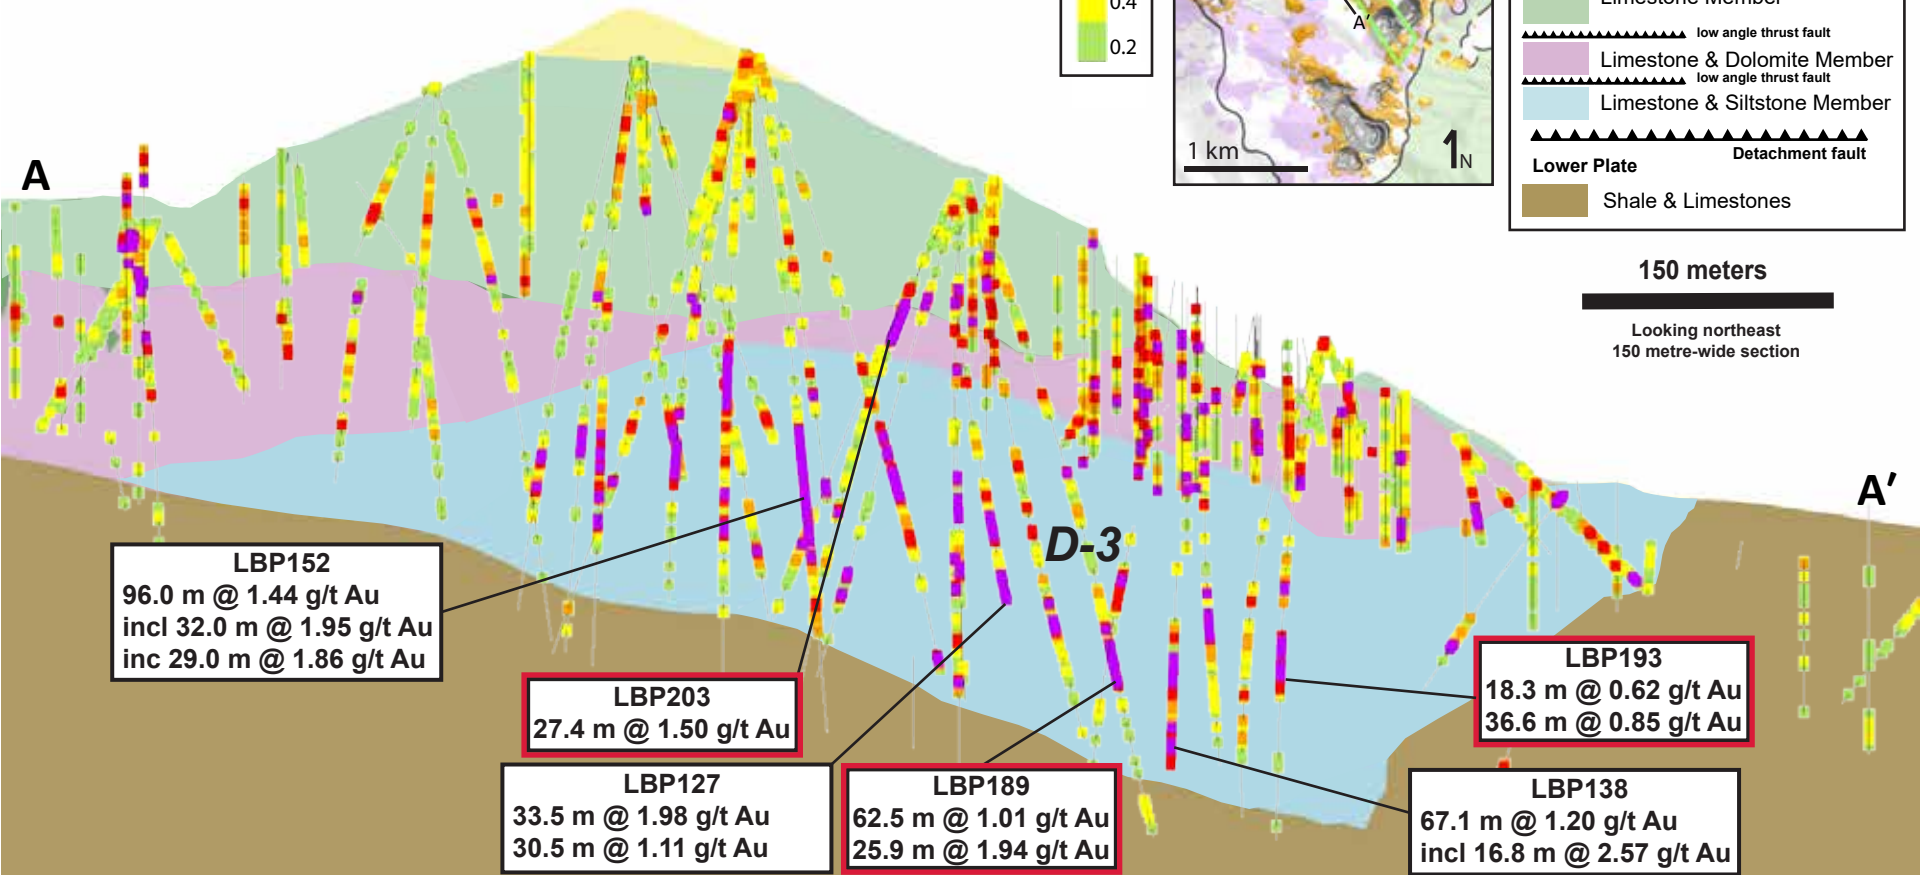 0.4
0.2
A'
1 km
N
Limestone Member
low angle thrust fault
Limestone & Dolomite Member
low angle thrust fault
Limestone & Siltstone Member
Detachment fault
Lower Plate
Shale & Limestones
150 meters
Looking northeast
150 metre-wide section
A
A'
D-3
LBP152
96.0 m @ 1.44 g/t Au
incl 32.0 m @ 1.95 g/t Au
inc 29.0 m @ 1.86 g/t Au
LBP203
27.4 m @ 1.50 g/t Au
LBP127
33.5 m @ 1.98 g/t Au
30.5 m @ 1.11 g/t Au
LBP189
62.5 m @ 1.01 g/t Au
25.9 m @ 1.94 g/t Au
LBP193
18.3 m @ 0.62 g/t Au
36.6 m @ 0.85 g/t Au
LBP138
67.1 m @ 1.20 g/t Au
incl 16.8 m @ 2.57 g/t Au